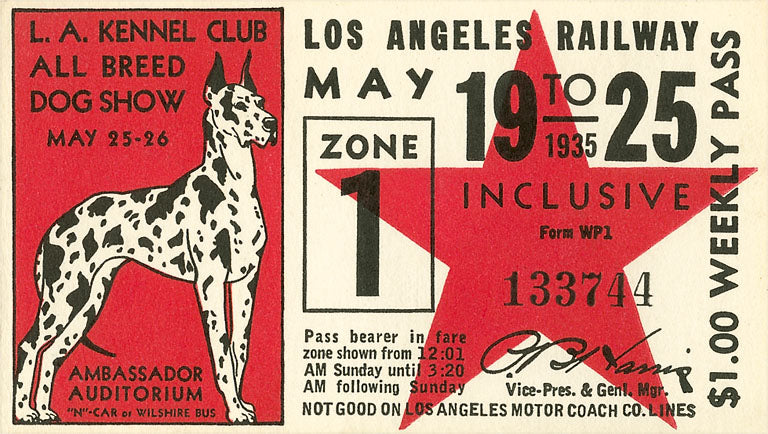 L. A. KENNEL CLUB
ALL BREED
DOG SHOW
MAY 25-26
AMBASSADOR
AUDITORIUM
"N"-CAR or WILSHIRE BUS
LOS ANGELES RAILWAY
MAY 19 TO 25
1935
INCLUSIVE
Form WP1
ZONE
1
133744
Pass bearer in fare
zone shown from 12:01
AM Sunday until 3:20
AM following Sunday
Vice-Pres. & Genl. Mgr.
NOT GOOD ON LOS ANGELES MOTOR COACH CO. LINES
$1.00 WEEKLY PASS